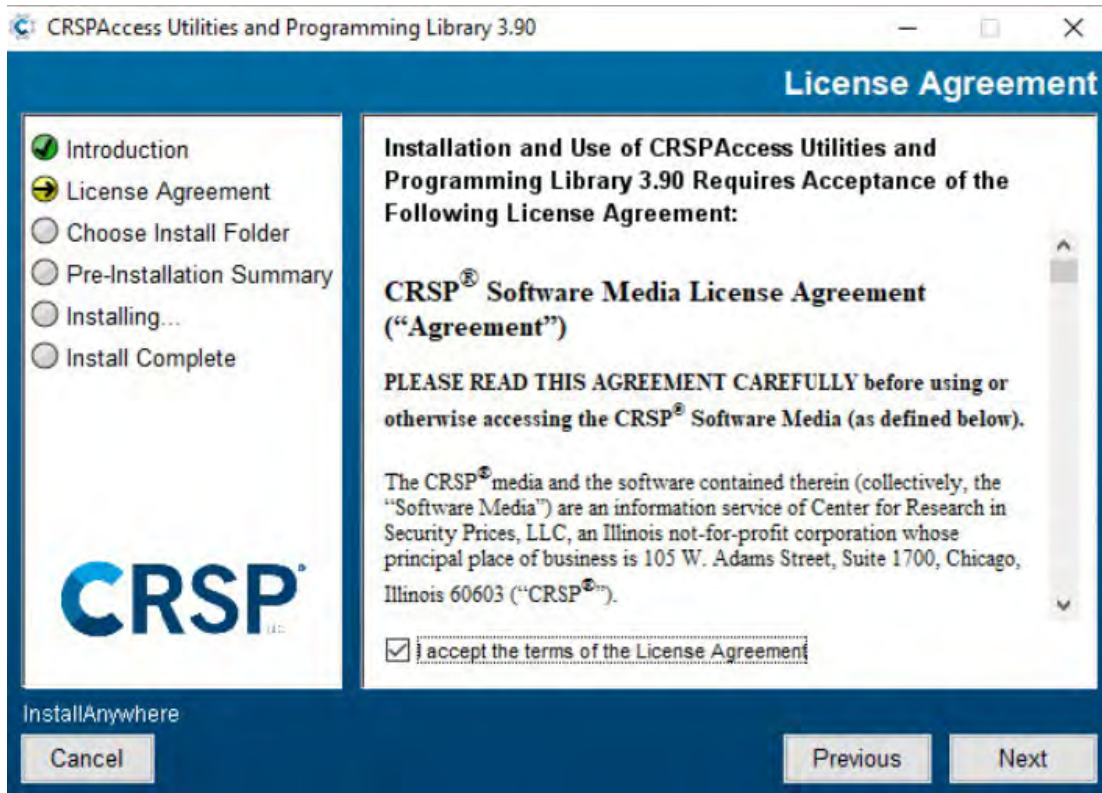 CRSPAccess Utilities and Programming Library 3.90
License Agreement
Introduction
License Agreement
Choose Install Folder
Pre-Installation Summary
Installing...
Install Complete
CRSP
LLC
Installation and Use of CRSPAccess Utilities and
Programming Library 3.90 Requires Acceptance of the
Following License Agreement:
CRSP® Software Media License Agreement
(“Agreement”)
PLEASE READ THIS AGREEMENT CAREFULLY before using or
otherwise accessing the CRSP® Software Media (as defined below).
The CRSP® media and the software contained therein (collectively, the
“Software Media”) are an information service of Center for Research in
Security Prices, LLC, an Illinois not-for-profit corporation whose
principal place of business is 105 W. Adams Street, Suite 1700, Chicago,
Illinois 60603 (“CRSP®”).
I accept the terms of the License Agreement
InstallAnywhere
Cancel
Previous
Next